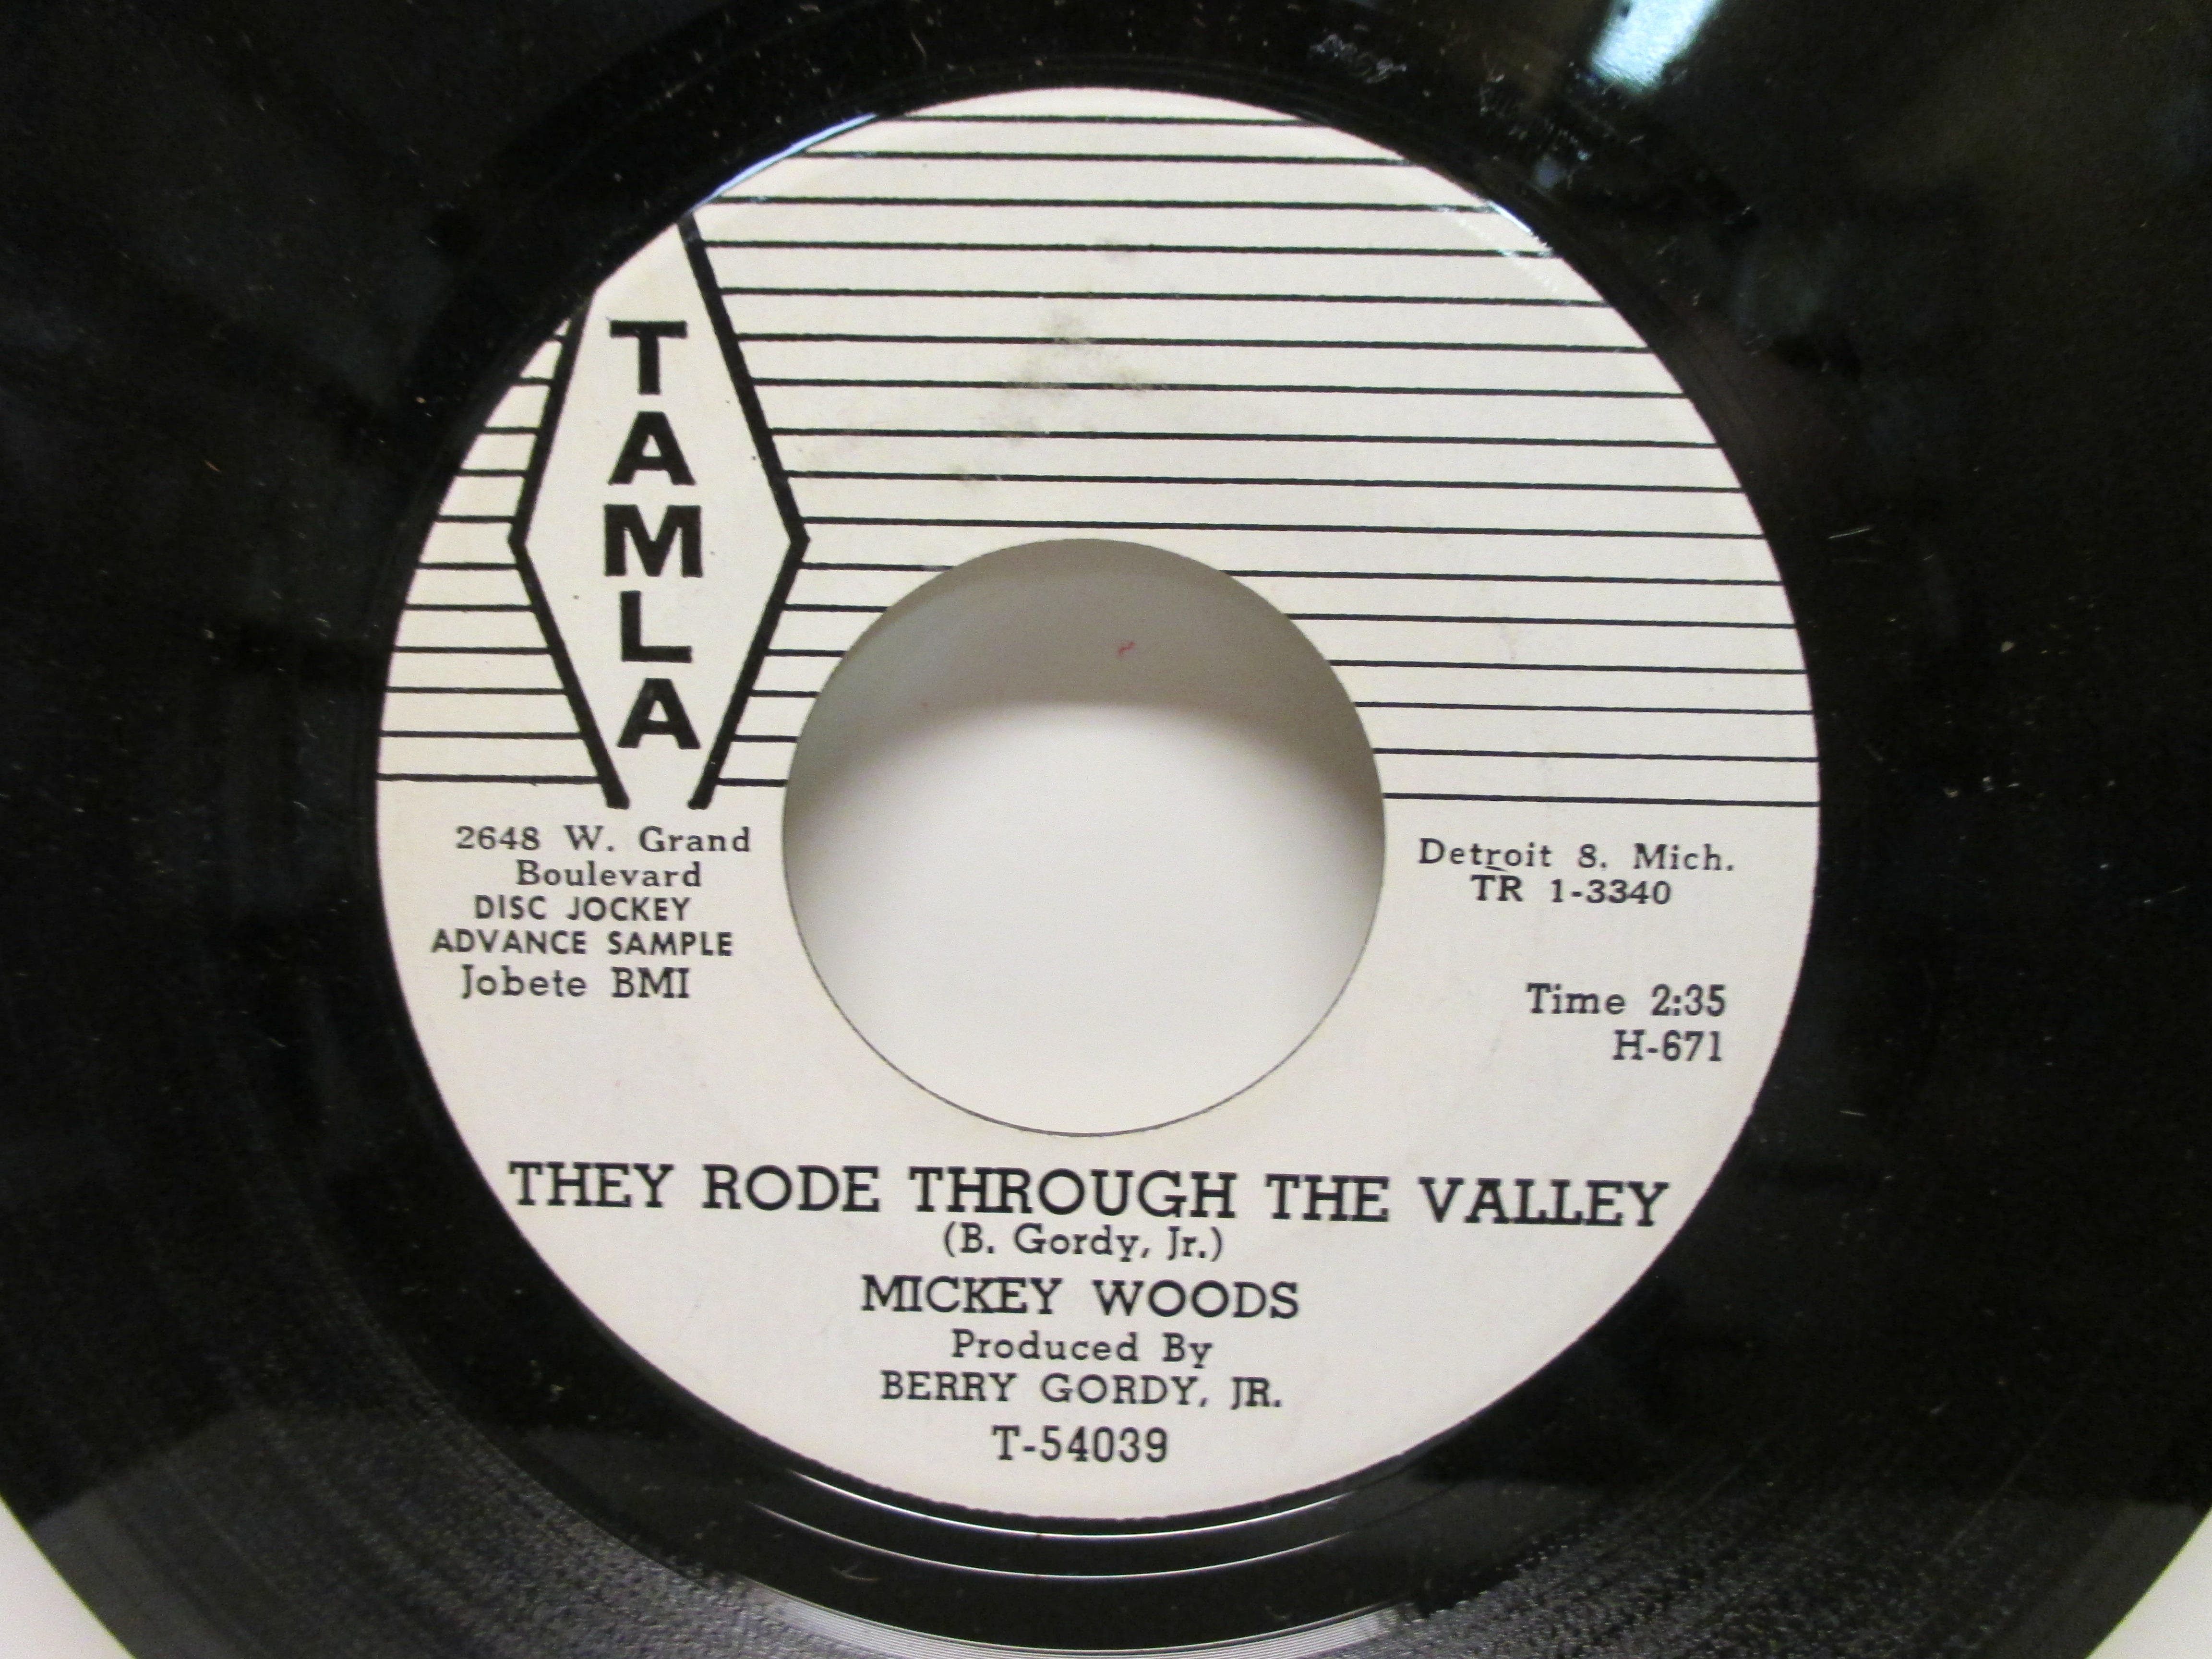 TAMLA
2648 W. Grand
Boulevard
DISC JOCKEY
ADVANCE SAMPLE
Jobete BMI
Detroit 8, Mich.
TR 1-3340
Time 2:35
H-671
THEY RODE THROUGH THE VALLEY
(B. Gordy, Jr.)
MICKEY WOODS
Produced By
BERRY GORDY, JR.
T-54039